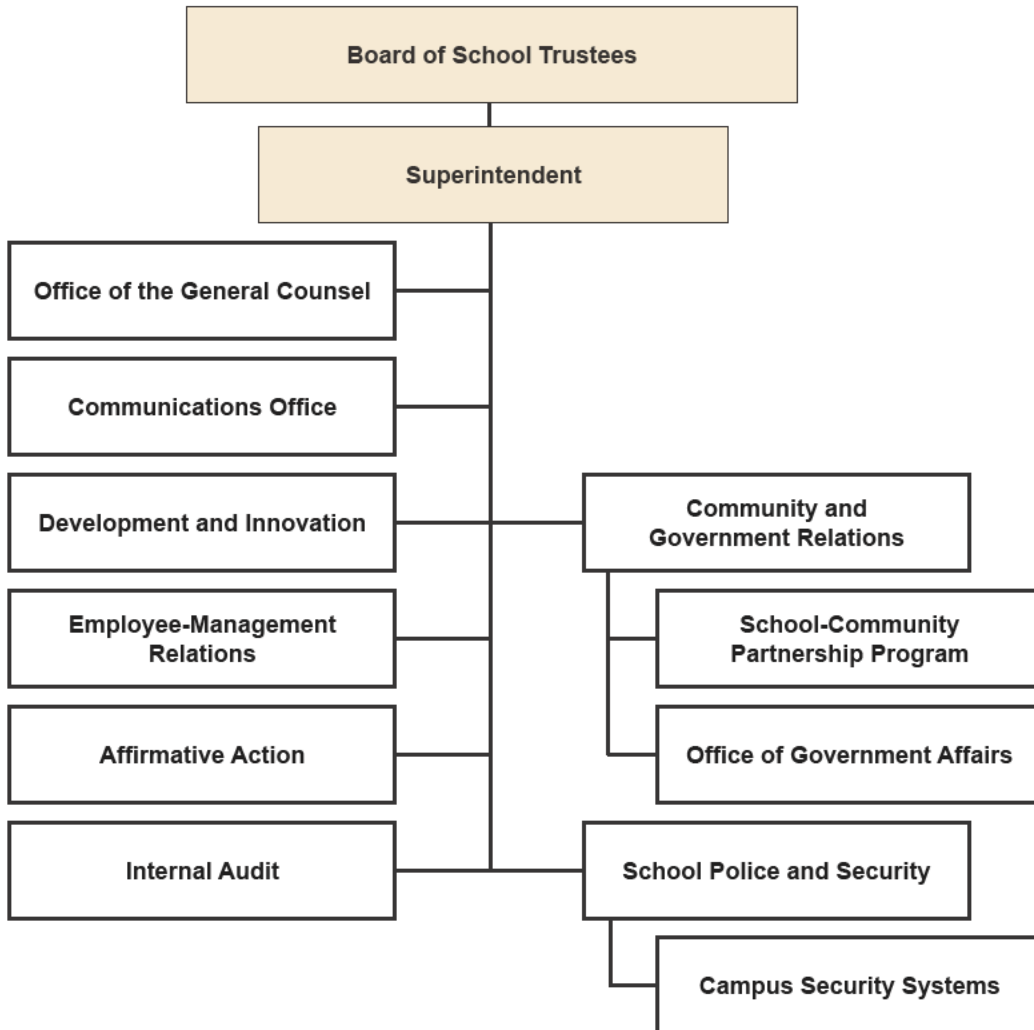 Board of School Trustees
Superintendent
Office of the General Counsel
Communications Office
Development and Innovation
Community and
Government Relations
Employee-Management
Relations
School-Community
Partnership Program
Affirmative Action
Office of Government Affairs
Internal Audit
School Police and Security
Campus Security Systems